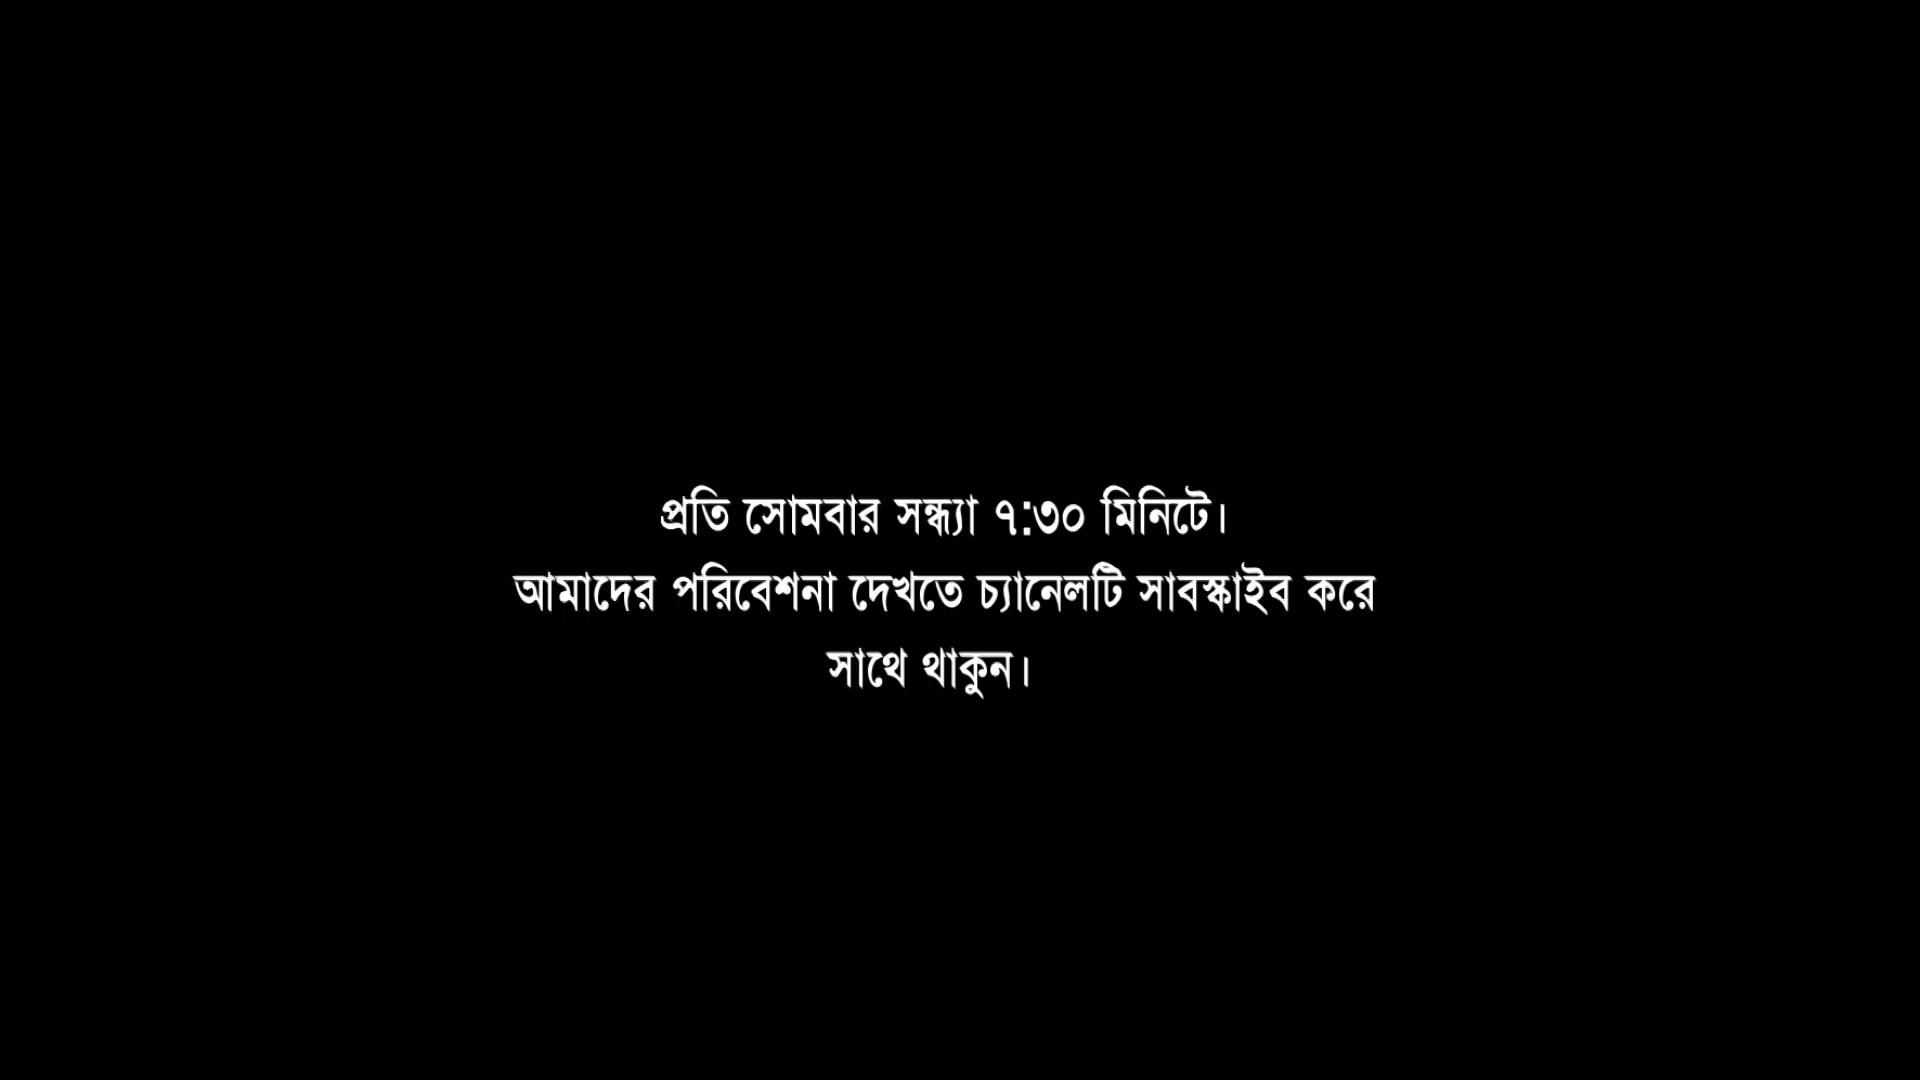 প্রতি সোমবার সন্ধ্যা ৭:৩০ মিনিটে।
আমাদের পরিবেশনা দেখতে চ্যানেলটি সাবস্কাইব করে
সাথে থাকুন।